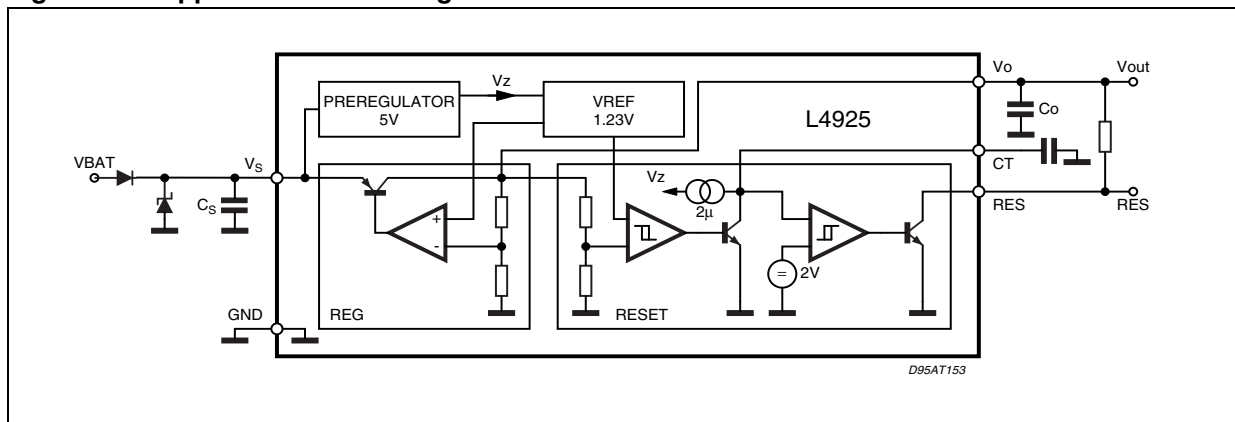 Vo
Vout
Vz
PREREGULATOR
5V
VREF
1.23V
L4925
Co
CT
VBAT
VS
CS
Vz
2μ
RES
RES
+
-
= 2V
GND
REG
RESET
D95AT153